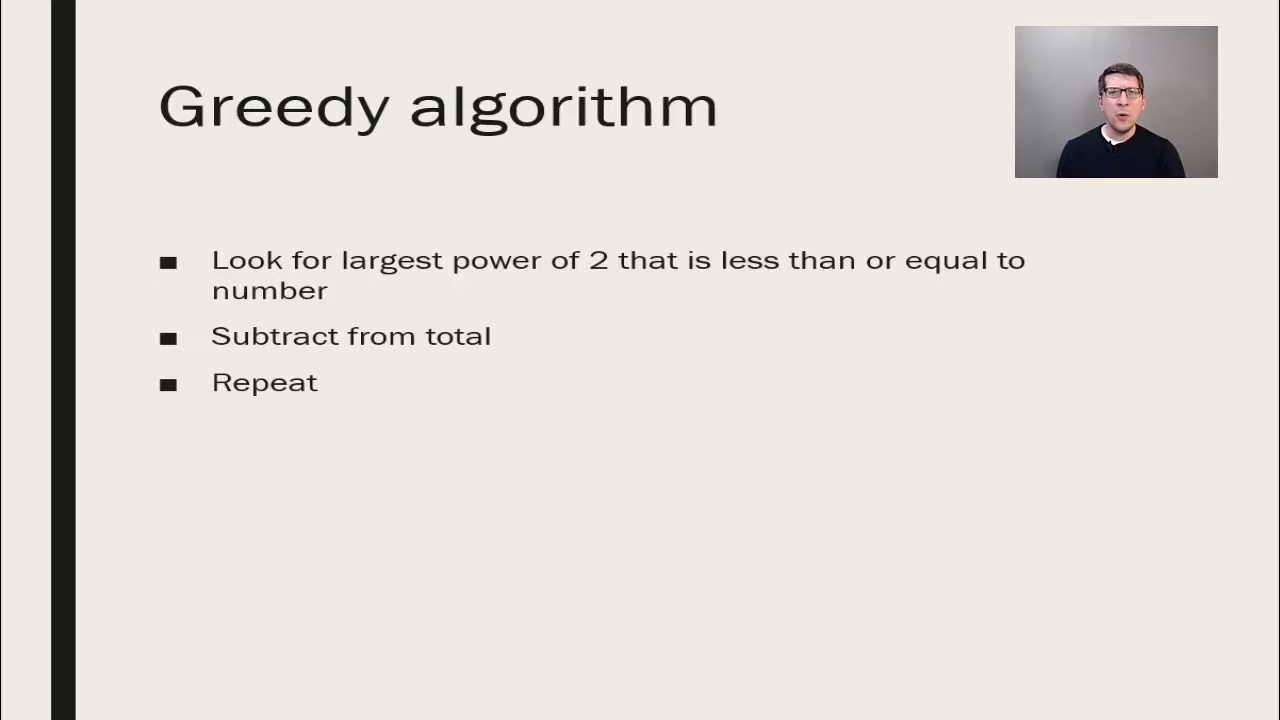 Greedy algorithm
Look for largest power of 2 that is less than or equal to
number
Subtract from total
Repeat